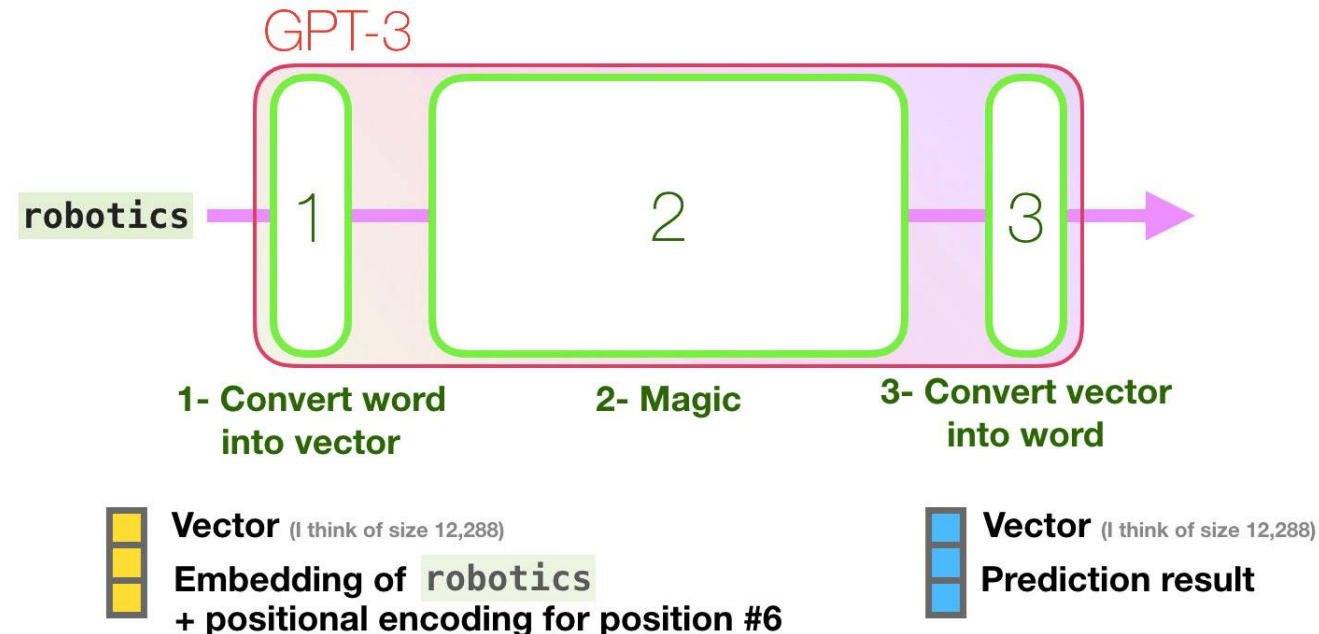 GPT-3
robotics
1
2
3
1- Convert word
into vector
2- Magic
3- Convert vector
into word
Vector (I think of size 12,288)
Embedding of robotics
+ positional encoding for position #6
Vector (I think of size 12,288)
Prediction result